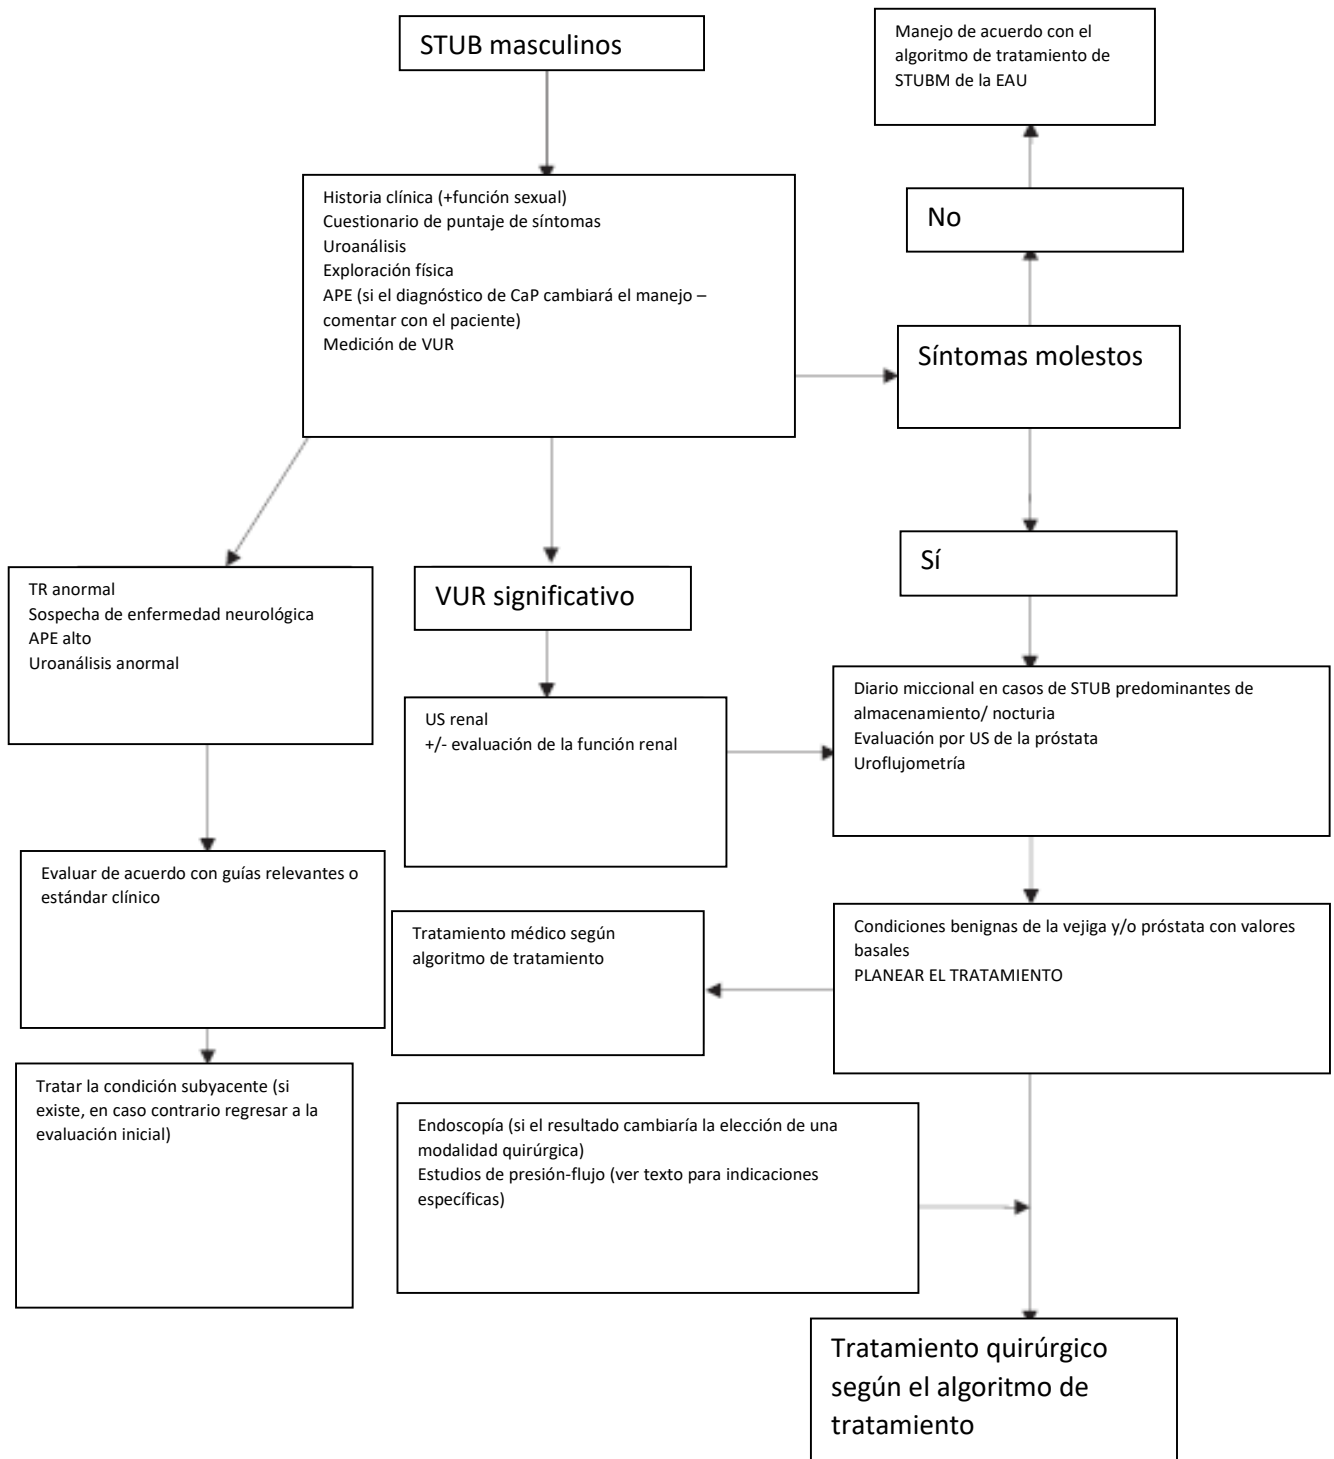 STUB masculinos
Manejo de acuerdo con el
algoritmo de tratamiento de
STUBM de la EAU
Historia clínica (+función sexual)
Cuestionario de puntaje de síntomas
Uroanálisis
Exploración física
APE (si el diagnóstico de CaP cambiará el manejo –
comentar con el paciente)
Medición de VUR
No
Síntomas molestos
Sí
TR anormal
Sospecha de enfermedad neurológica
APE alto
Uroanálisis anormal
VUR significativo
US renal
+/- evaluación de la función renal
Diario miccional en casos de STUB predominantes de
almacenamiento/ nocturia
Evaluación por US de la próstata
Uroflujometría
Evaluar de acuerdo con guías relevantes o
estándar clínico
Tratamiento médico según
algoritmo de tratamiento
Condiciones benignas de la vejiga y/o próstata con valores
basales
PLANEAR EL TRATAMIENTO
Tratar la condición subyacente (si
existe, en caso contrario regresar a la
evaluación inicial)
Endoscopía (si el resultado cambiaría la elección de una
modalidad quirúrgica)
Estudios de presión-flujo (ver texto para indicaciones
específicas)
Tratamiento quirúrgico
según el algoritmo de
tratamiento